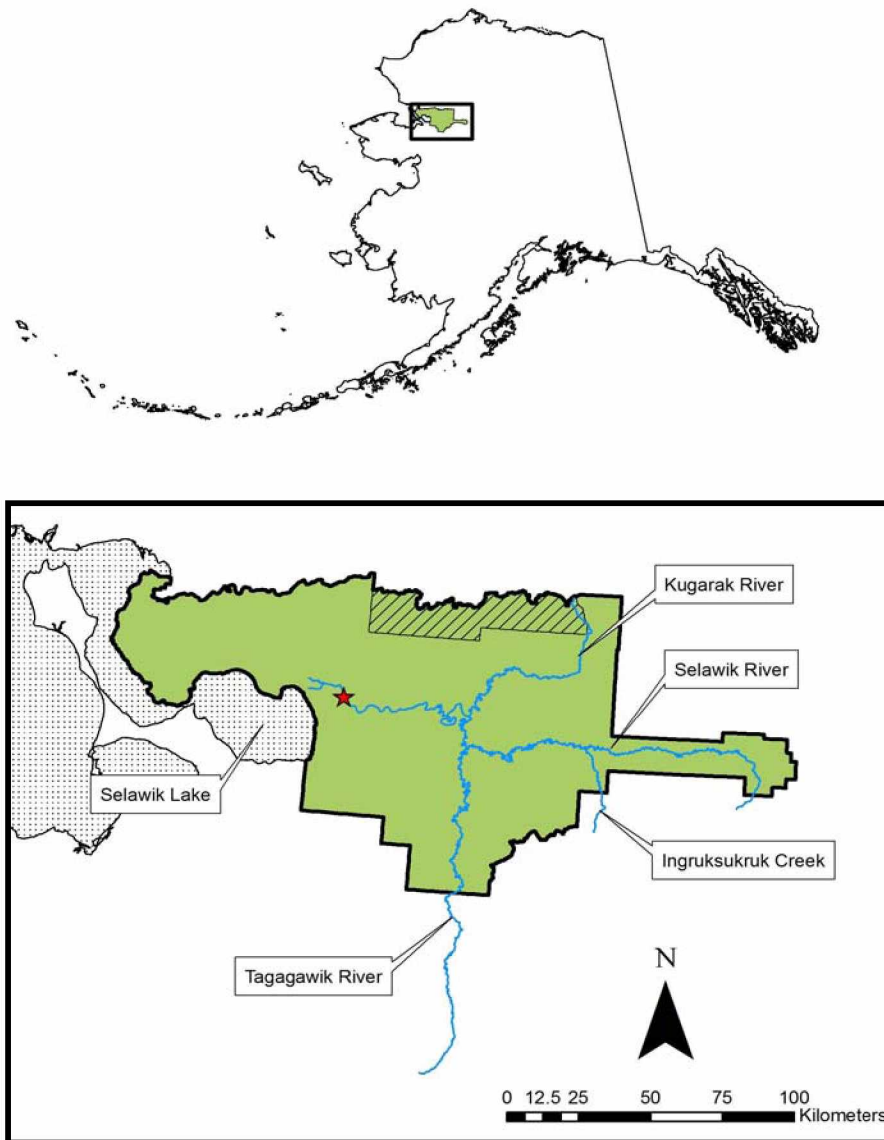 Kugarak River
Selawik River
Selawik Lake
Ingruksukruk Creek
Tagagawik River
N
0 12.5 25 50 75 100
Kilometers